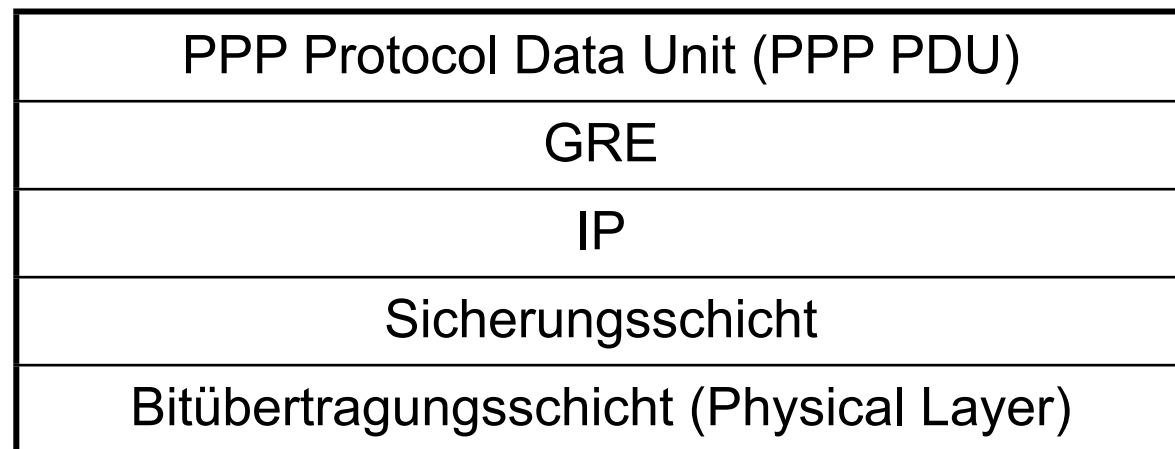 PPP Protocol Data Unit (PPP PDU)
GRE
IP
Sicherungsschicht
Bitübertragungsschicht (Physical Layer)